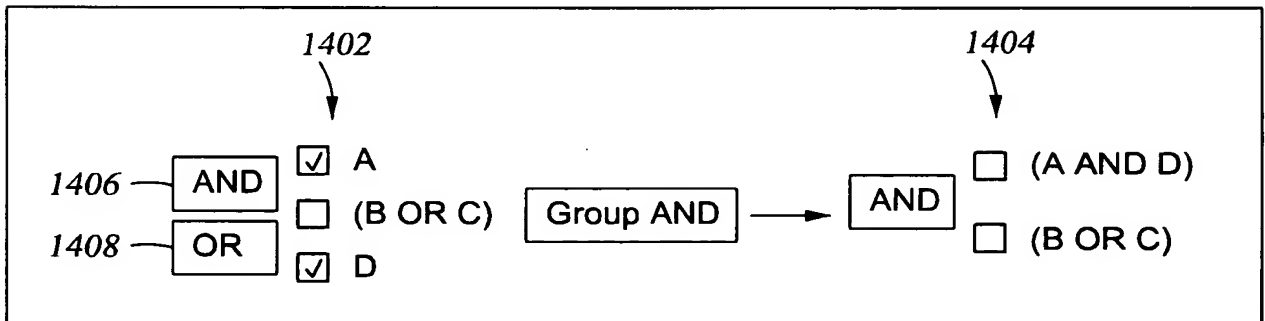 1402
1404
A
(A AND D)
1406
AND
(B OR C)
Group AND
AND
1408
OR
(B OR C)
D